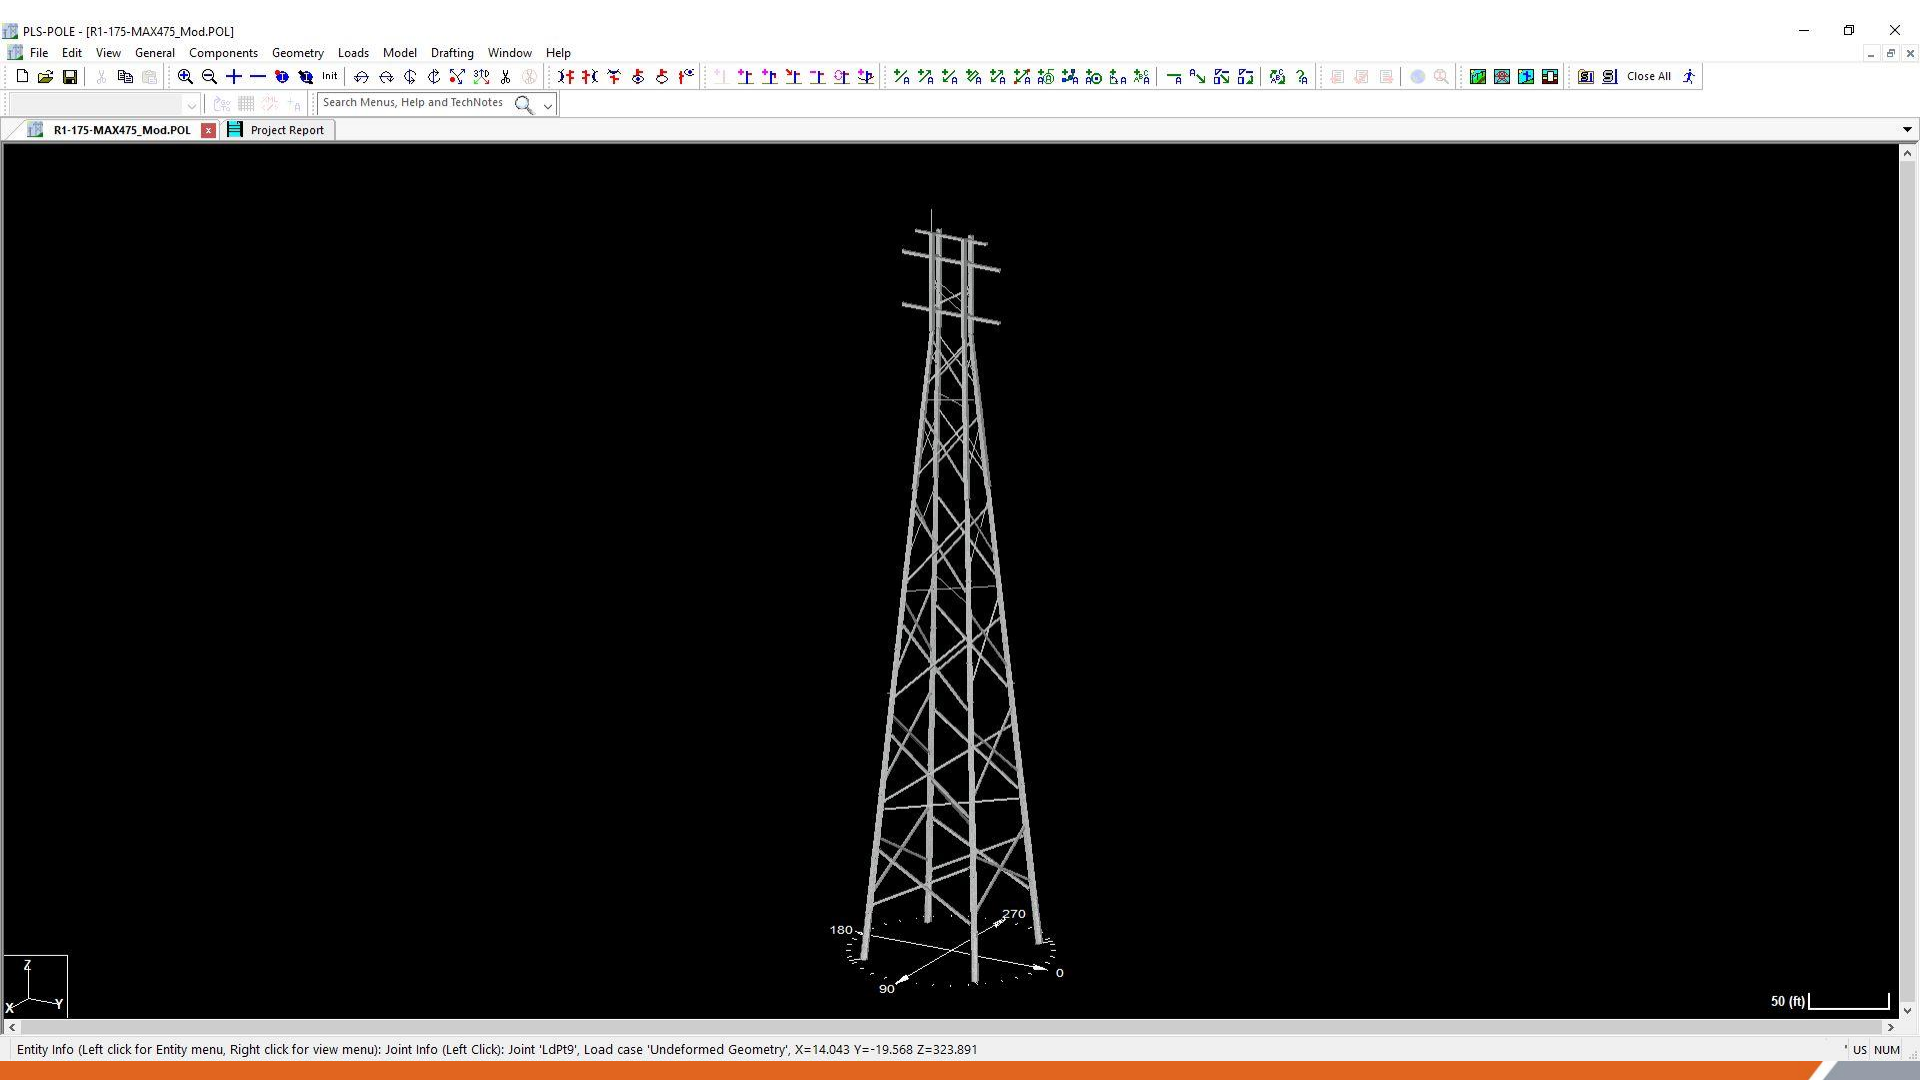 PLS-POLE - [R1-175-MAX475_Mod.POL]
File Edit View General Components Geometry Loads Model Drafting Window Help
Init
Close All
Search Menus, Help and TechNotes
R1-175-MAX475_Mod.POL
Project Report
270
180
0
90
Z
X
Y
50 (ft)
Entity Info (Left click for Entity menu, Right click for view menu): Joint Info (Left Click): Joint 'LdPt9', Load case 'Undeformed Geometry', X=14.043 Y=-19.568 Z=323.891
US NUM